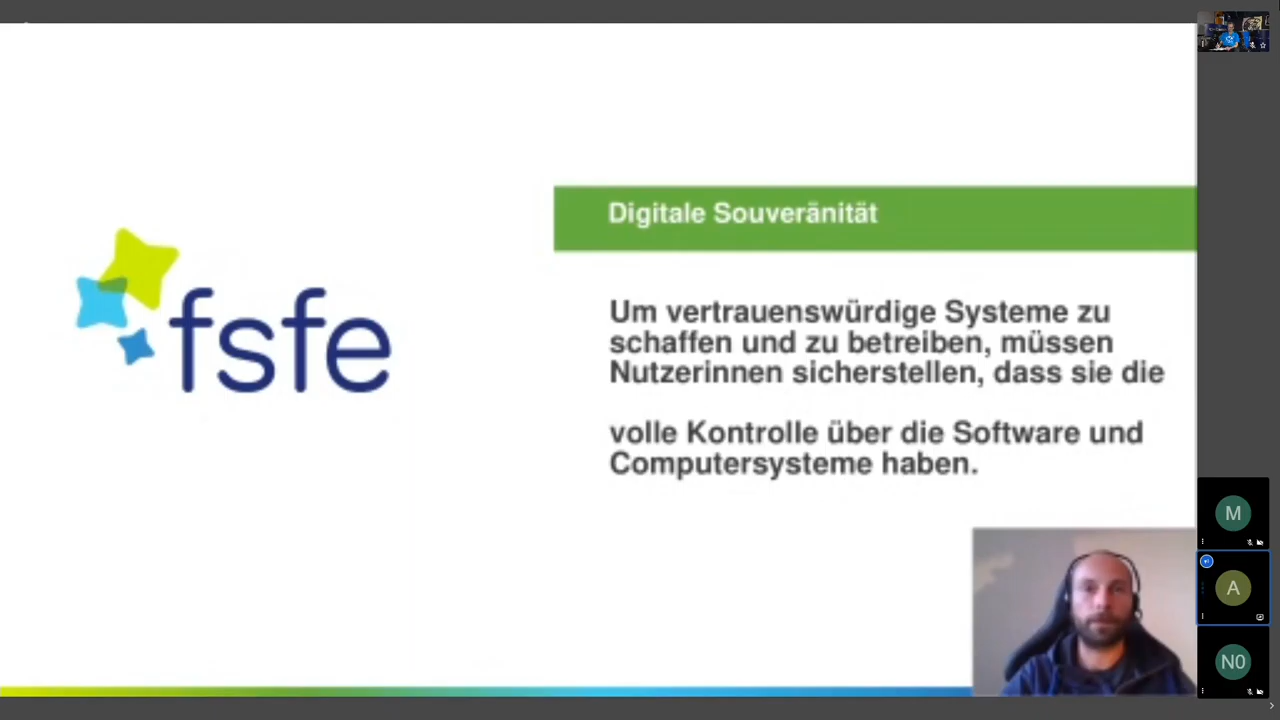 fsfe
Digitale Souveränität
Um vertrauenswürdige Systeme zu
schaffen und zu betreiben, müssen
Nutzerinnen sicherstellen, dass sie die
volle Kontrolle über die Software und
Computersysteme haben.
M
A
N0